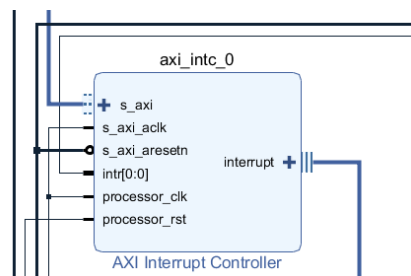 axi_intc_0
s_axi
s_axi_aclk
s_axi_aresetn
intr[0:0]
processor_clk
processor_rst
interrupt
AXI Interrupt Controller